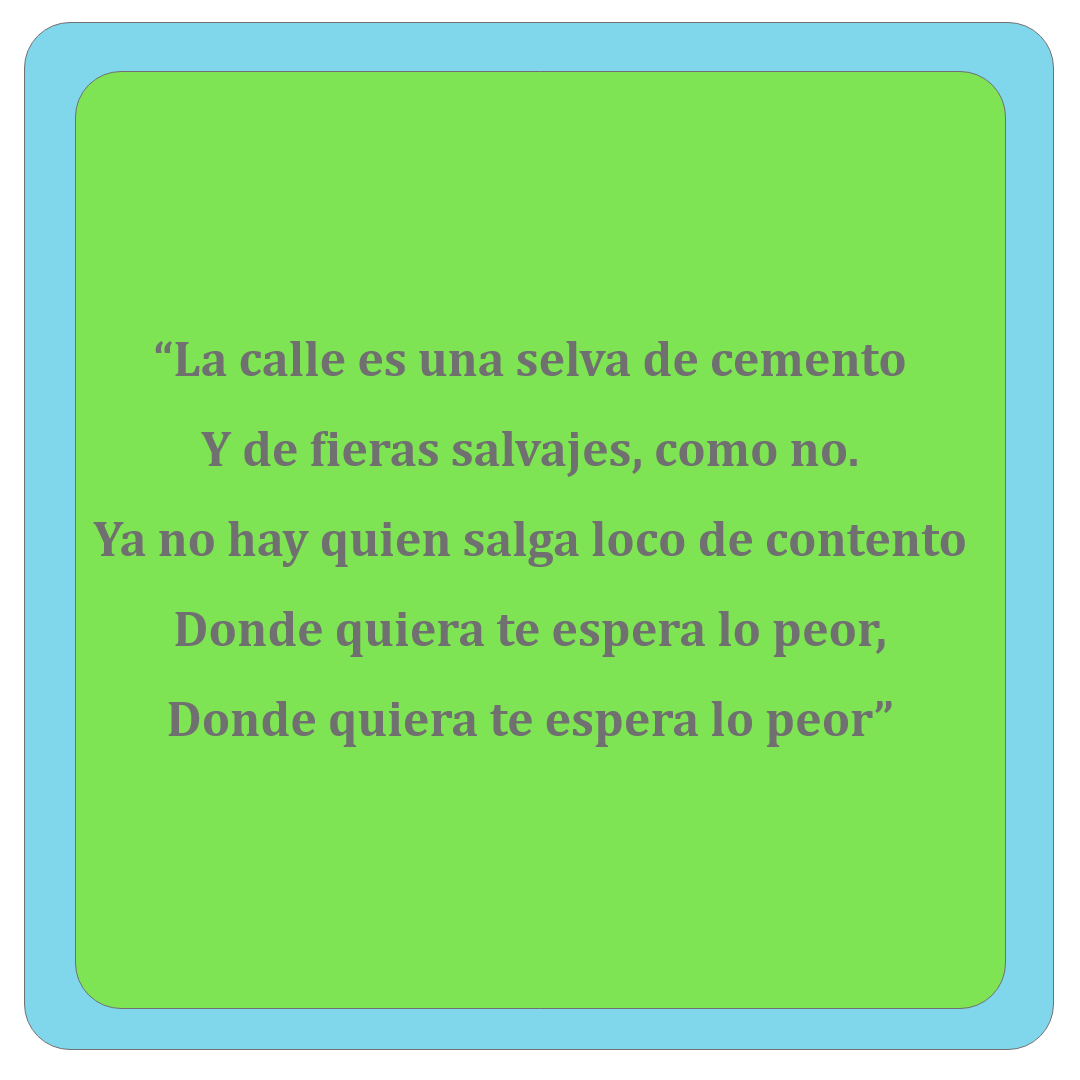 “La calle es una selva de cemento
Y de fieras salvajes, como no.
Ya no hay quien salga loco de contento
Donde quiera te espera lo peor,
Donde quiera te espera lo peor”